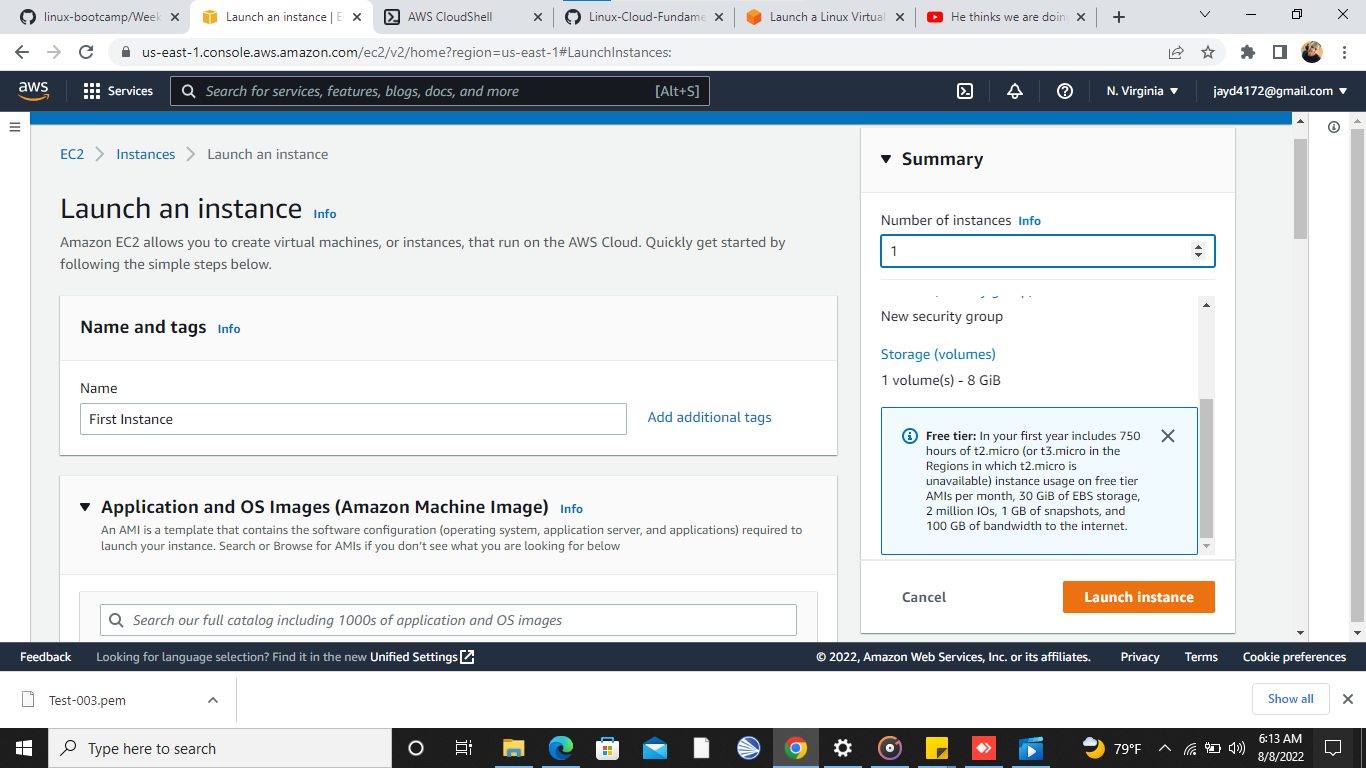 linux-bootcamp/Week
Launch an instance | E
AWS CloudShell
Linux-Cloud-Fundame
Launch a Linux Virtual
He thinks we are doin
us-east-1.console.aws.amazon.com/ec2/v2/home?region=us-east-1#LaunchInstances:
aws
Services
Search for services, features, blogs, docs, and more
[Alt+S]
N. Virginia
jayd4172@gmail.com
EC2
Instances
Launch an instance
Launch an instance
Info
Amazon EC2 allows you to create virtual machines, or instances, that run on the AWS Cloud. Quickly get started by
following the simple steps below.
Name and tags
Info
Name
First Instance
Add additional tags
Application and OS Images (Amazon Machine Image)
Info
An AMI is a template that contains the software configuration (operating system, application server, and applications) required to
launch your instance. Search or Browse for AMIs if you don't see what you are looking for below
Search our full catalog including 1000s of application and OS images
Summary
Number of instances
Info
1
New security group
Storage (volumes)
1 volume(s) - 8 GiB
Free tier: In your first year includes 750
hours of t2.micro (or t3.micro in the
Regions in which t2.micro is
unavailable) instance usage on free tier
AMIs per month, 30 GiB of EBS storage,
2 million IOs, 1 GB of snapshots, and
100 GB of bandwidth to the internet.
Cancel
Launch instance
Feedback
Looking for language selection? Find it in the new Unified Settings
© 2022, Amazon Web Services, Inc. or its affiliates.
Privacy
Terms
Cookie preferences
Test-003.pem
Show all
Type here to search
79°F
6:13 AM
8/8/2022